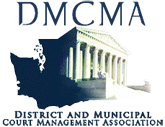 DMCMA
DISTRICT AND MUNICIPAL
COURT MANAGEMENT ASSOCIATION